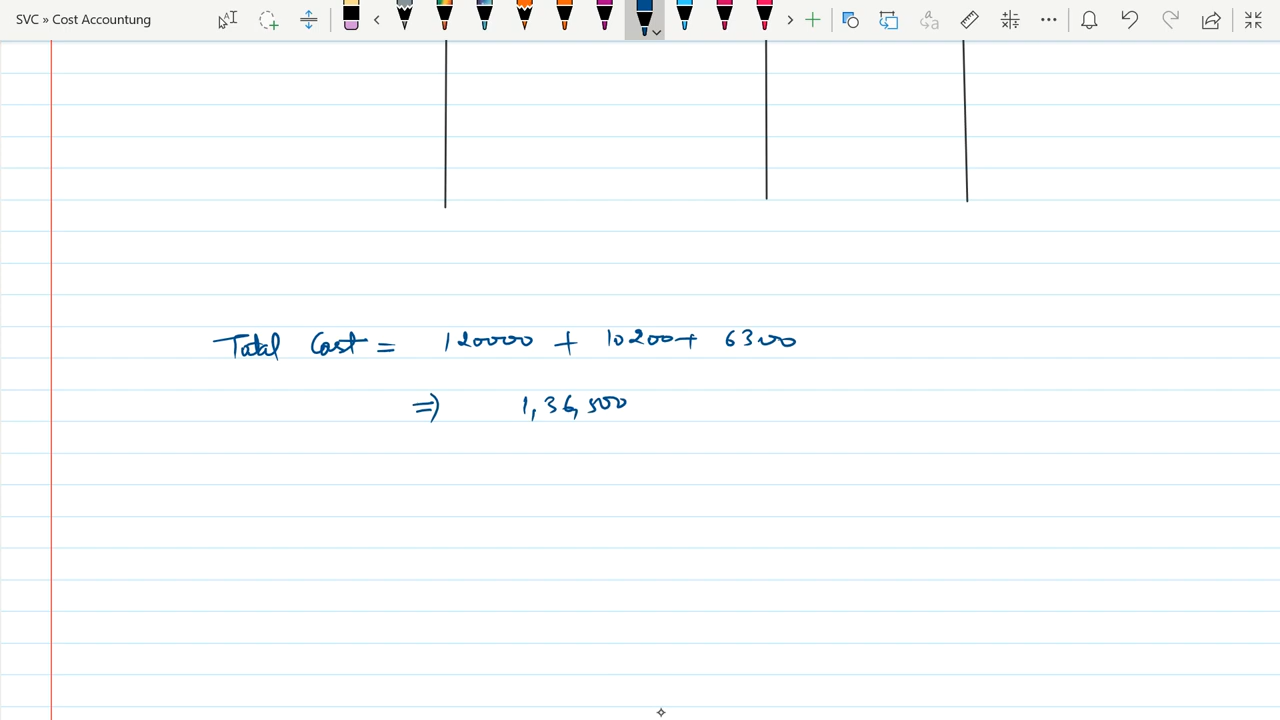 SVC » Cost Accountung
Total Cost = 120000 + 10200+ 6300
⇒ 1,36,500